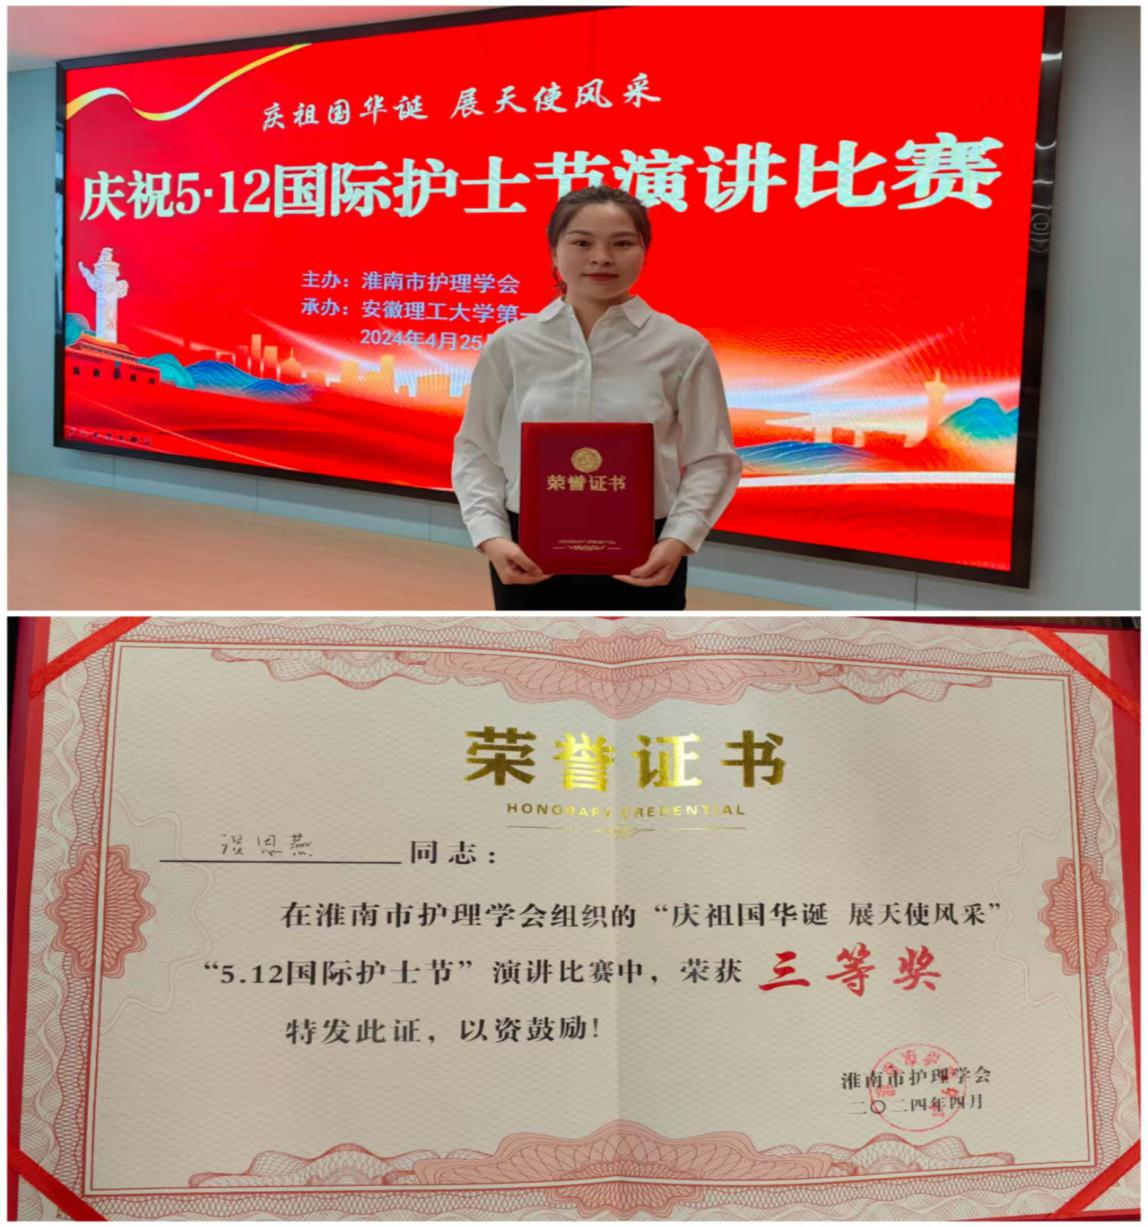 庆祖国华诞 展天使风采
庆祝5·12国际护士节演讲比赛
主办：淮南市护理学会
承办：安徽理工大学第一
2024年4月25
荣誉证书
荣誉证书
HONORARY CREDENTIAL
恩燕 同志：
在淮南市护理学会组织的“庆祖国华诞 展天使风采”
“5.12国际护士节”演讲比赛中，荣获 三等奖
特发此证，以资鼓励！
淮南市护理学会
二〇二四年四月